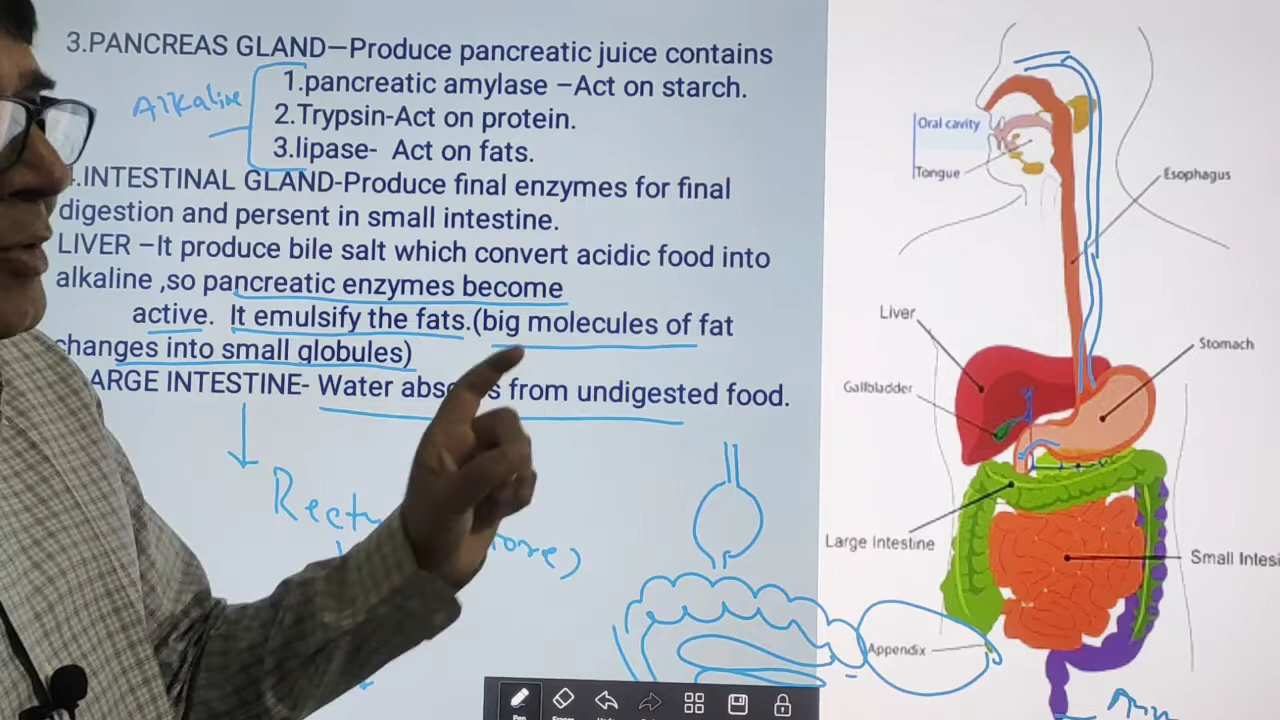 3.PANCREAS GLAND–Produce pancreatic juice contains
1.pancreatic amylase –Act on starch.
Alkaline
2.Trypsin-Act on protein.
3.lipase- Act on fats.
.INTESTINAL GLAND-Produce final enzymes for final
digestion and persent in small intestine.
LIVER –It produce bile salt which convert acidic food into
alkaline ,so pancreatic enzymes become
active. It emulsify the fats.(big molecules of fat
changes into small globules)
ARGE INTESTINE- Water from undigested food.
Oral cavity
Tongue
Esophagus
Liver
Stomach
Gallbladder
Large Intestine
Small Intesi
Appendix
Pen